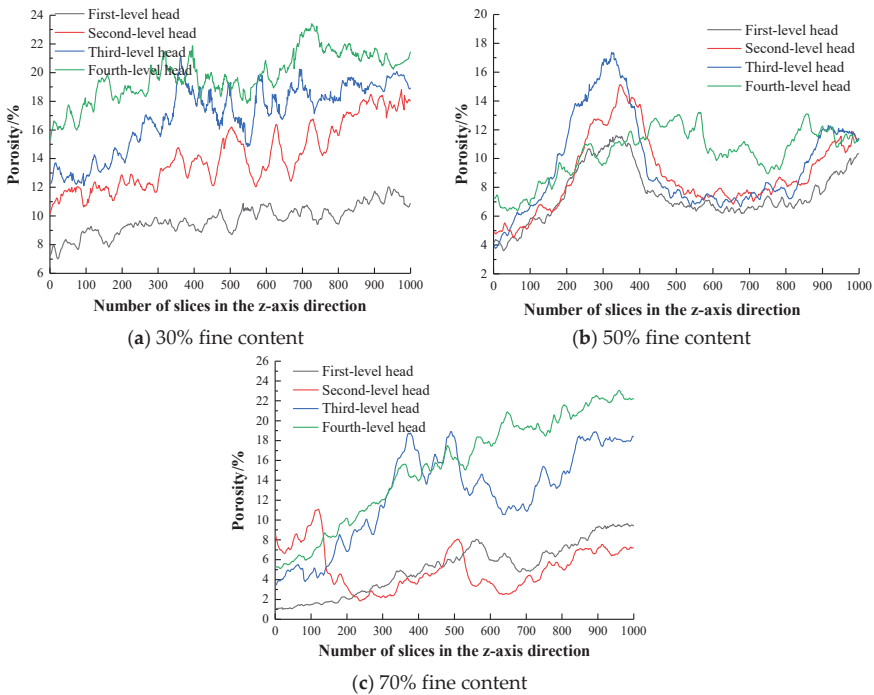 First-level head
Second-level head
Third-level head
Fourth-level head
24
22
20
18
16
14
12
10
8
6
Porosity/%
0 100 200 300 400 500 600 700 800 900 1000
Number of slices in the z-axis direction
(a) 30% fine content
First-level head
Second-level head
Third-level head
Fourth-level head
20
18
16
14
12
10
8
6
4
2
Porosity/%
0 100 200 300 400 500 600 700 800 900 1000
Number of slices in the z-axis direction
(b) 50% fine content
First-level head
Second-level head
Third-level head
Fourth-level head
26
24
22
20
18
16
14
12
10
8
6
4
2
0
Porosity/%
0 100 200 300 400 500 600 700 800 900 1000
Number of slices in the z-axis direction
(c) 70% fine content